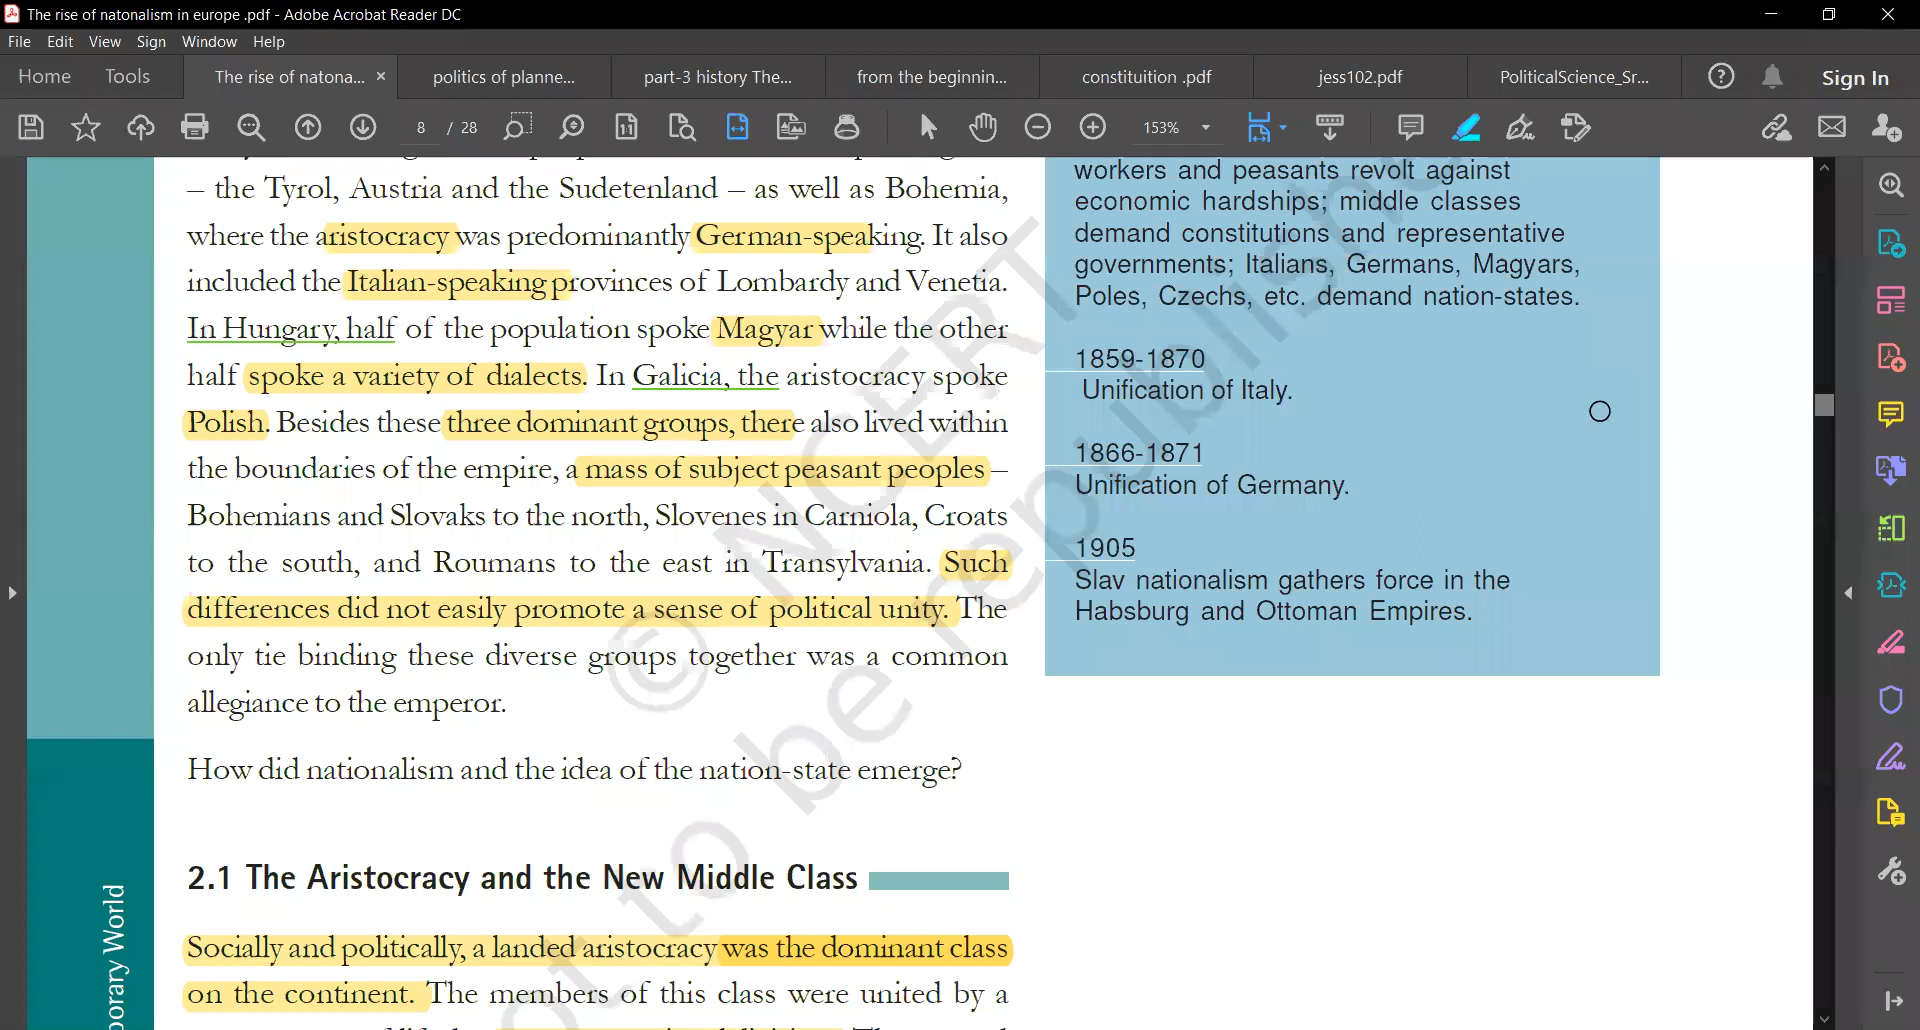 The rise of natonalism in europe .pdf - Adobe Acrobat Reader DC
File Edit View Sign Window Help
Home Tools The rise of natona... × politics of planne... part-3 history The... from the beginnin... constituition .pdf jess102.pdf PoliticalScience_Sr... Sign In
8 / 28 153%
– the Tyrol, Austria and the Sudetenland – as well as Bohemia,
where the aristocracy was predominantly German-speaking. It also
included the Italian-speaking provinces of Lombardy and Venetia.
In Hungary, half of the population spoke Magyar while the other
half spoke a variety of dialects. In Galicia, the aristocracy spoke
Polish. Besides these three dominant groups, there also lived within
the boundaries of the empire, a mass of subject peasant peoples –
Bohemians and Slovaks to the north, Slovenes in Carniola, Croats
to the south, and Roumans to the east in Transylvania. Such
differences did not easily promote a sense of political unity. The
only tie binding these diverse groups together was a common
allegiance to the emperor.
How did nationalism and the idea of the nation-state emerge?
2.1 The Aristocracy and the New Middle Class
Socially and politically, a landed aristocracy was the dominant class
on the continent. The members of this class were united by a
workers and peasants revolt against
economic hardships; middle classes
demand constitutions and representative
governments; Italians, Germans, Magyars,
Poles, Czechs, etc. demand nation-states.
1859-1870
Unification of Italy.
1866-1871
Unification of Germany.
1905
Slav nationalism gathers force in the
Habsburg and Ottoman Empires.
porary World
© NCERT
not to be republishe